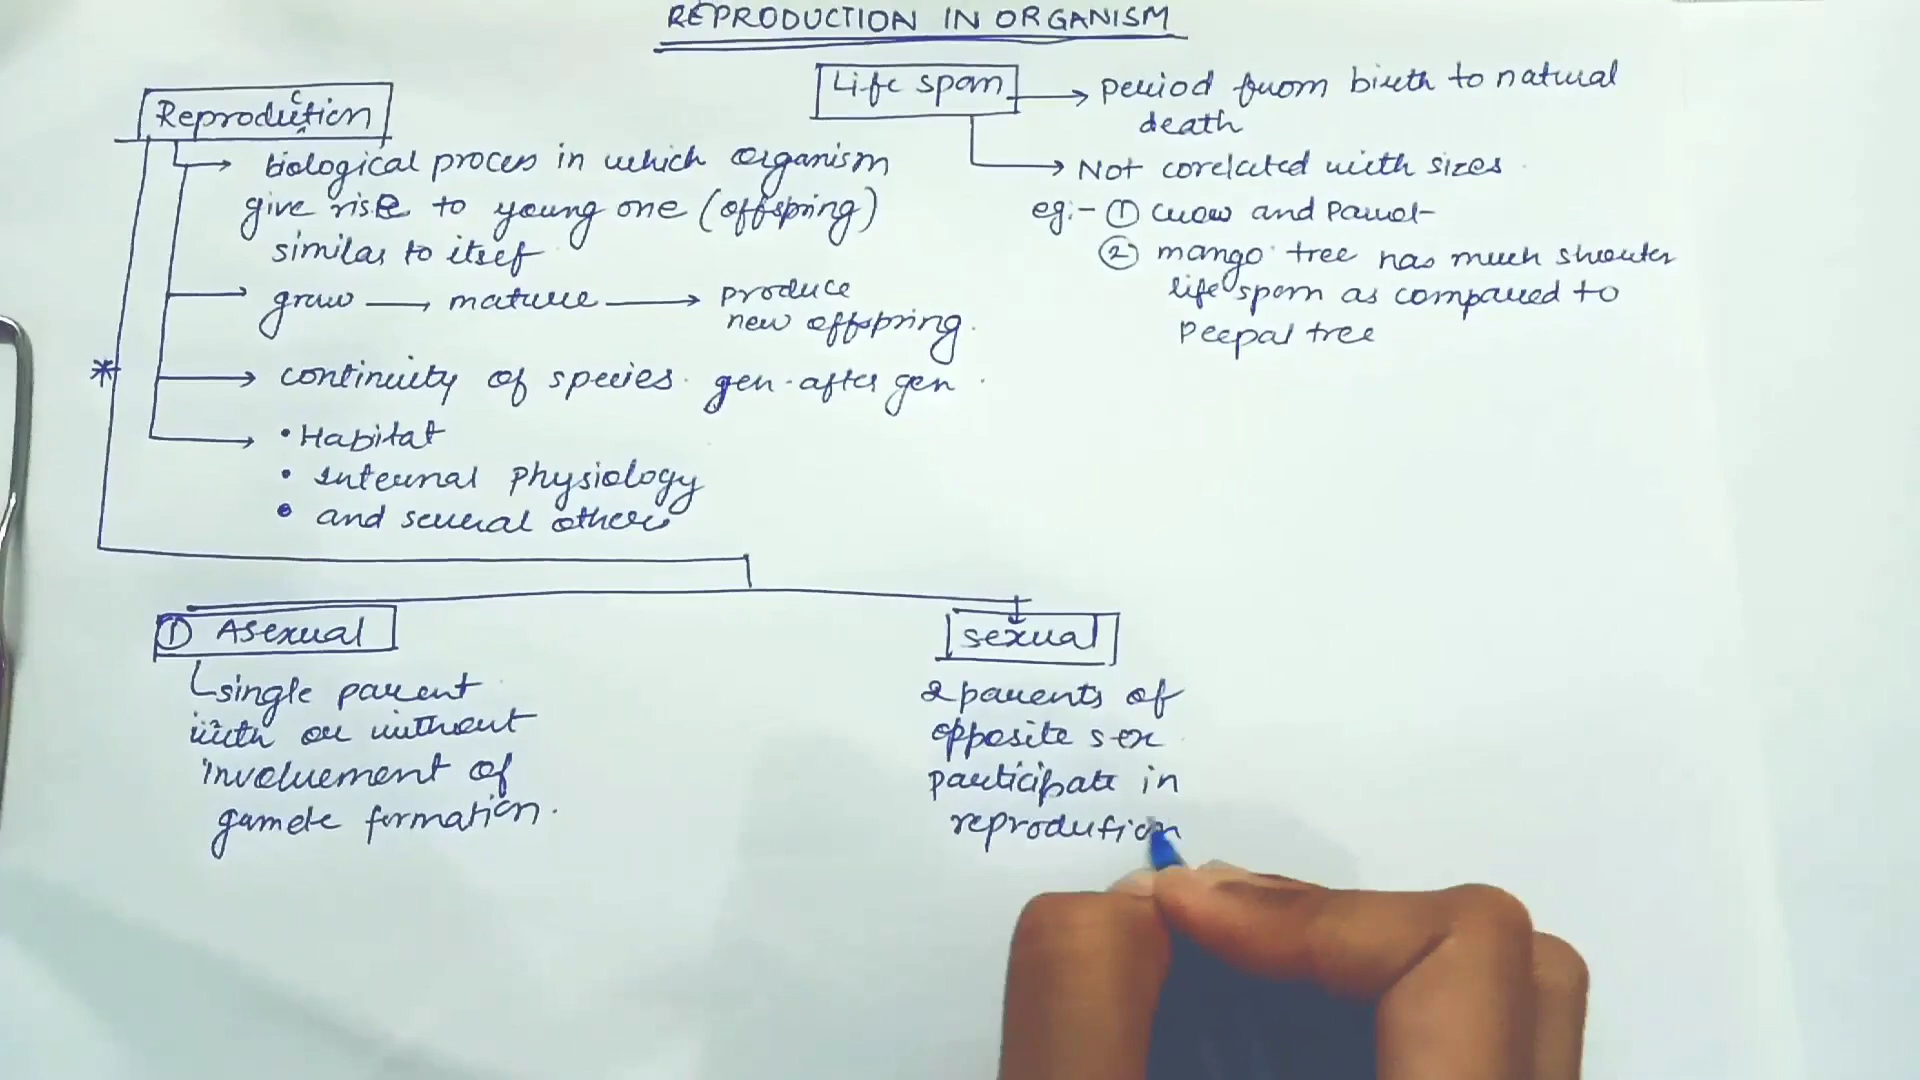 REPRODUCTION IN ORGANISM
Reproduction
biological proces in which organism
give rise to young one (offspring)
similar to itself
grow → mature → produce
new offspring.
continuity of species. gen. after gen.
• Habitat
• internal physiology
• and several others
Life span → period from birth to natural
death
→ Not corelated with sizes
eg:- ① crow and Parrot
② mango tree has much shorter
life span as compared to
Peepal tree
① Asexual
single parent
with or without
involvement of
gamete formation.
sexual
2 parents of
opposite sex
participate in
reprodution